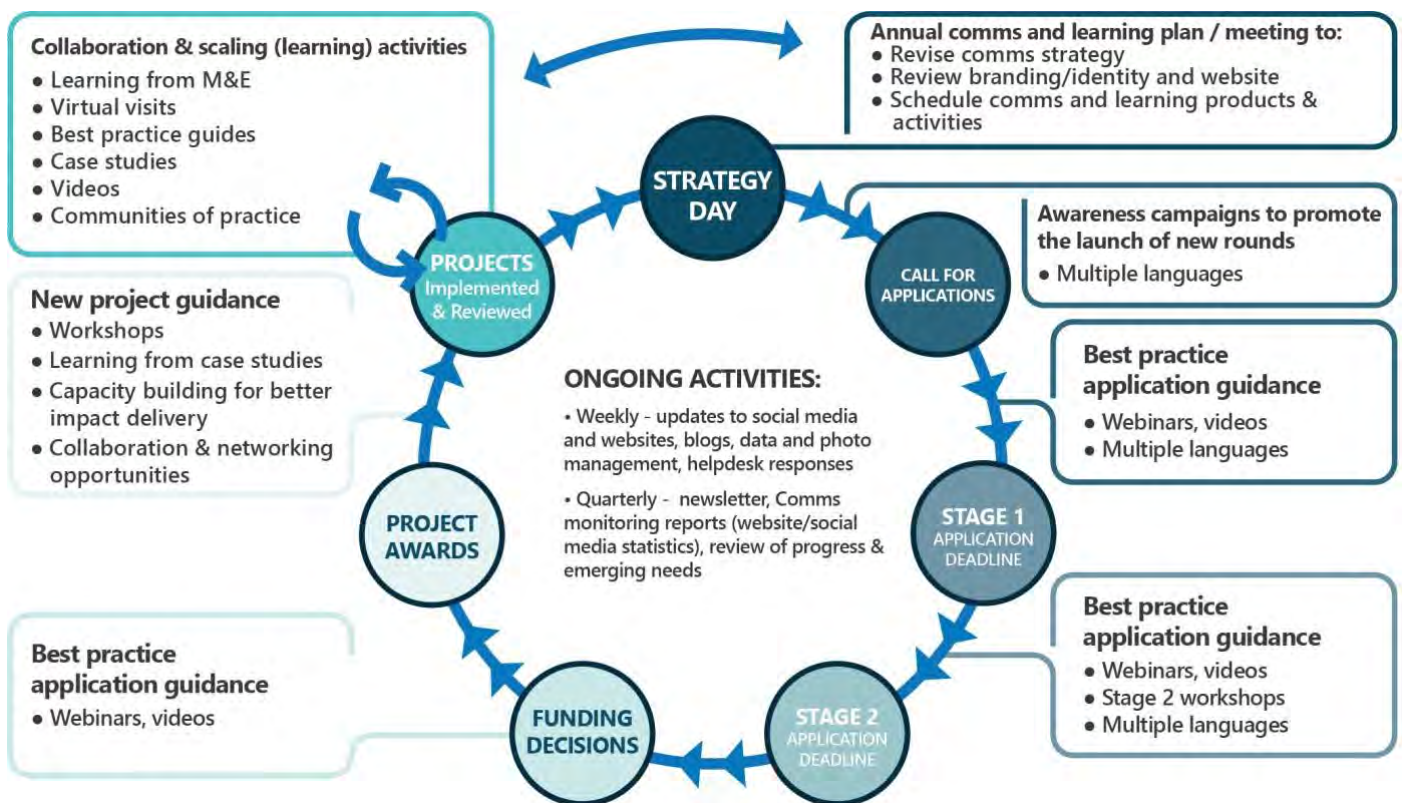 Collaboration & scaling (learning) activities
● Learning from M&E
● Virtual visits
● Best practice guides
● Case studies
● Videos
● Communities of practice
Annual comms and learning plan / meeting to:
● Revise comms strategy
● Review branding/identity and website
● Schedule comms and learning products &
activities
STRATEGY
DAY
Awareness campaigns to promote
the launch of new rounds
● Multiple languages
CALL FOR
APPLICATIONS
PROJECTS
Implemented
& Reviewed
New project guidance
● Workshops
● Learning from case studies
● Capacity building for better
impact delivery
● Collaboration & networking
opportunities
Best practice
application guidance
● Webinars, videos
● Multiple languages
ONGOING ACTIVITIES:
• Weekly - updates to social media
and websites, blogs, data and photo
management, helpdesk responses
• Quarterly - newsletter, Comms
monitoring reports (website/social
media statistics), review of progress &
emerging needs
STAGE 1
APPLICATION
DEADLINE
PROJECT
AWARDS
Best practice
application guidance
● Webinars, videos
● Stage 2 workshops
● Multiple languages
STAGE 2
APPLICATION
DEADLINE
FUNDING
DECISIONS
Best practice
application guidance
● Webinars, videos